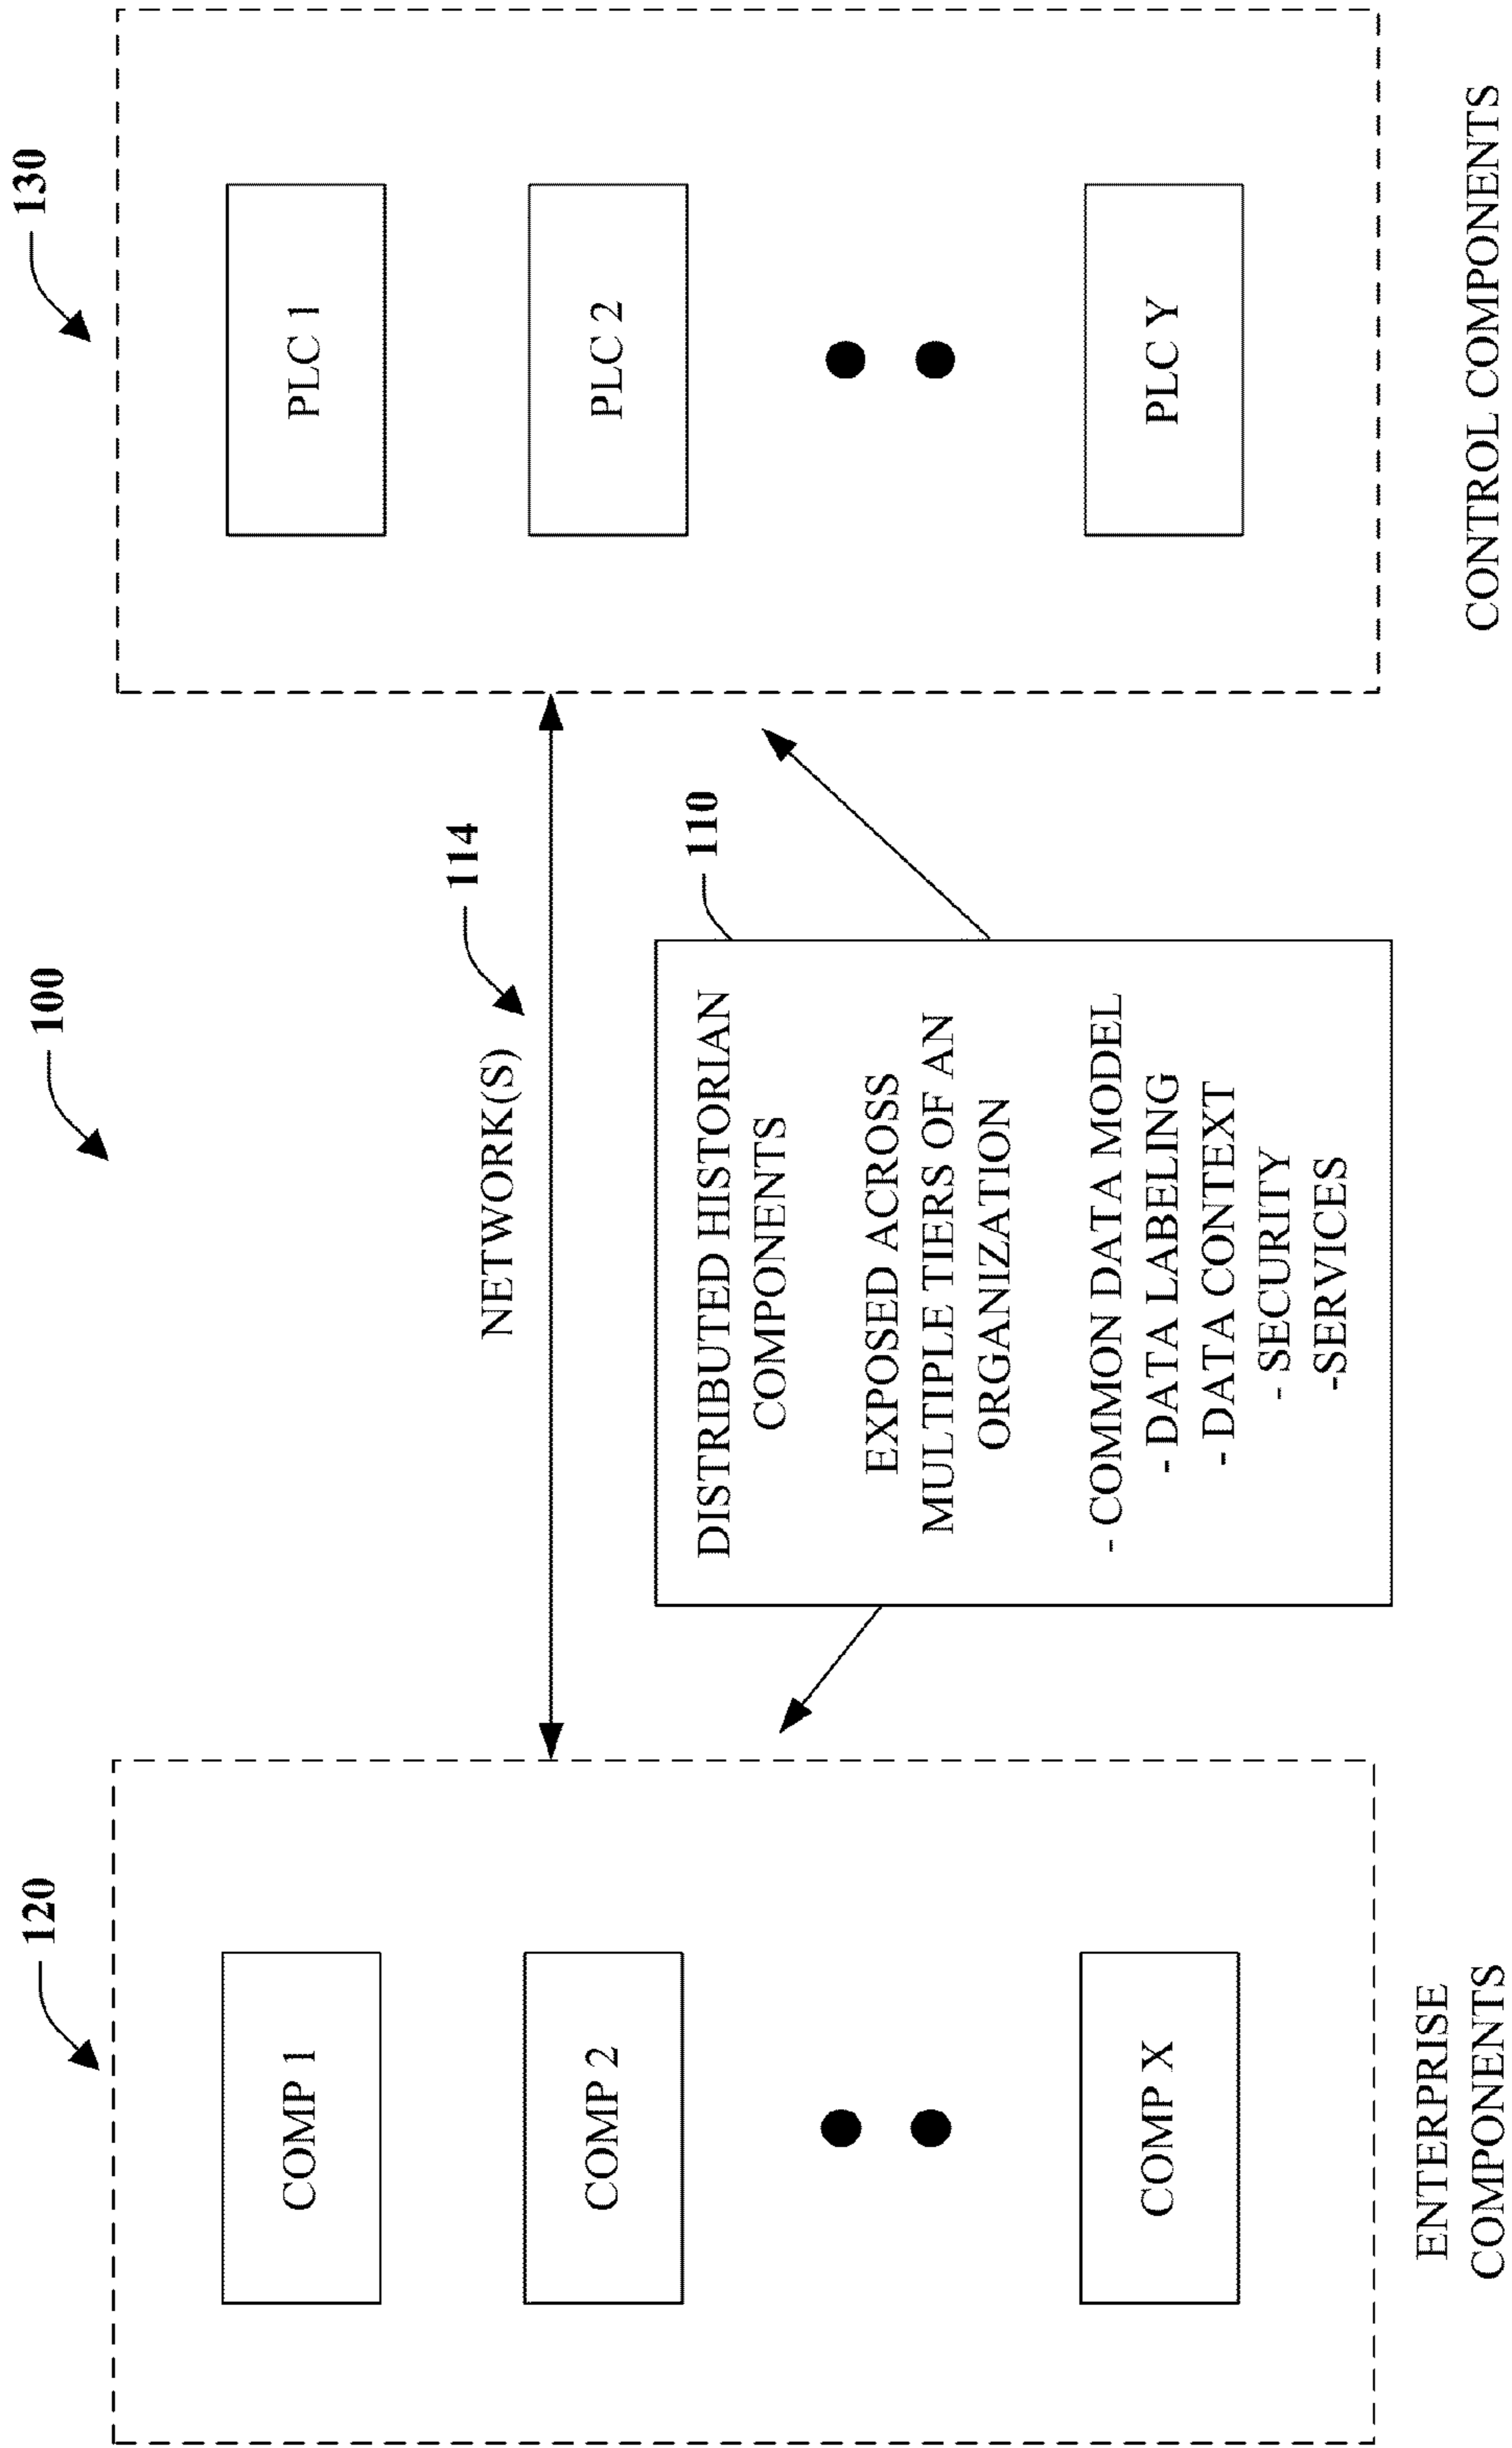 100
120
130
114
NETWORK(S)
110
COMP 1
COMP 2
COMP X
ENTERPRISE
COMPONENTS
DISTRIBUTED HISTORIAN
COMPONENTS
EXPOSED ACROSS
MULTIPLE TIERS OF AN
ORGANIZATION
- COMMON DATA MODEL
- DATA LABELING
- DATA CONTEXT
- SECURITY
-SERVICES
PLC 1
PLC 2
PLC Y
CONTROL COMPONENTS